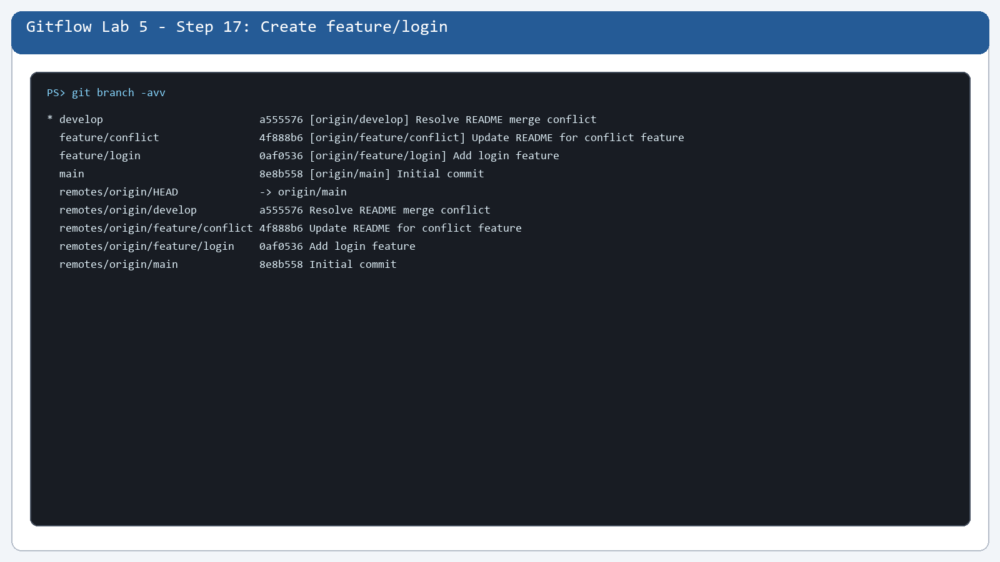 Gitflow Lab 5 - Step 17: Create feature/login
PS> git branch -avv
* develop                         a555576 [origin/develop] Resolve README merge conflict
  feature/conflict                4f888b6 [origin/feature/conflict] Update README for conflict feature
  feature/login                   0af0536 [origin/feature/login] Add login feature
  main                            8e8b558 [origin/main] Initial commit
  remotes/origin/HEAD             -> origin/main
  remotes/origin/develop          a555576 Resolve README merge conflict
  remotes/origin/feature/conflict 4f888b6 Update README for conflict feature
  remotes/origin/feature/login    0af0536 Add login feature
  remotes/origin/main             8e8b558 Initial commit